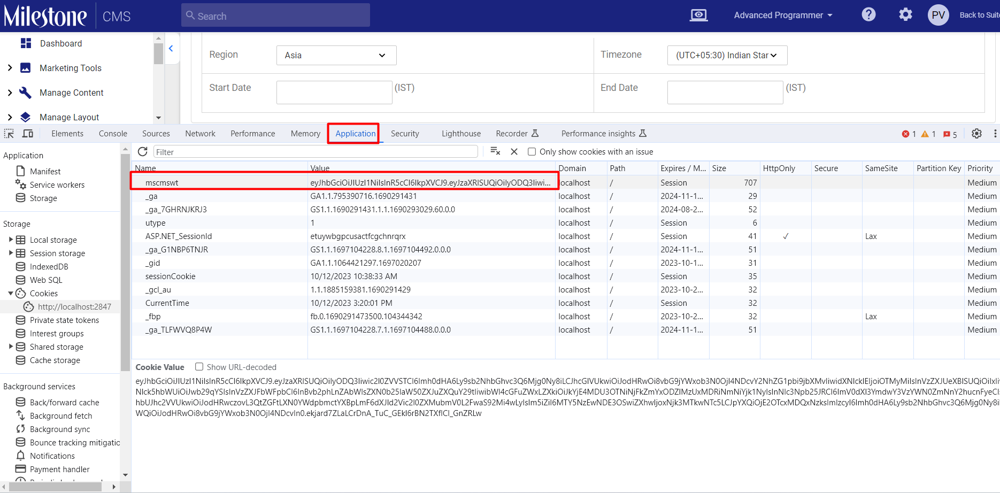 Milestone CMS Search Advanced Programmer PV Back to Suit
Dashboard
Marketing Tools
Manage Content
Manage Layout
Region Asia Timezone (UTC+05:30) Indian Star
Start Date (IST) End Date (IST)
Elements Console Sources Network Performance Memory Application Security Lighthouse Recorder Performance insights 1 1 5
Filter Only show cookies with an issue
Application
Manifest
Service workers
Storage
Storage
Local storage
Session storage
IndexedDB
Web SQL
Cookies
http://localhost:2847
Private state tokens
Interest groups
Shared storage
Cache storage
Background services
Back/forward cache
Background fetch
Background sync
Bounce tracking mitigatio
Notifications
Payment handler
Name Value Domain Path Expires / M... Size HttpOnly Secure SameSite Partition Key Priority
mscmswt localhost / Session 707 Medium
_ga GA1.1.795390716.1690291431 localhost / 2024-11-1... 29 Medium
_ga_7GHRNJKRJ3 GS1.1.1690291431.1.1.1690293029.60.0.0 localhost / 2024-08-2... 52 Medium
utype 1 localhost / Session 6 Medium
ASP.NET_SessionId etuywbgpcusactfcgchnrqrx localhost / Session 41 ✓ Lax Medium
_ga_G1NBP6TNJR GS1.1.1697104228.8.1.1697104492.0.0.0 localhost / 2024-11-1... 51 Medium
_gid GA1.1.1064421297.1697020207 localhost / 2023-10-1... 31 Medium
sessionCookie 10/12/2023 10:38:33 AM localhost / Session 35 Medium
_gcl_au 1.1.1885159381.1690291429 localhost / 2023-10-2... 32 Medium
CurrentTime 10/12/2023 3:20:01 PM localhost / Session 32 Medium
_fbp fb.0.1690291473500.104344342 localhost / 2023-10-2... 32 Lax Medium
_ga_TLFWVQ8P4W GS1.1.1697104228.7.1.1697104488.0.0.0 localhost / 2024-11-1... 51 Medium
Cookie Value Show URL-decoded